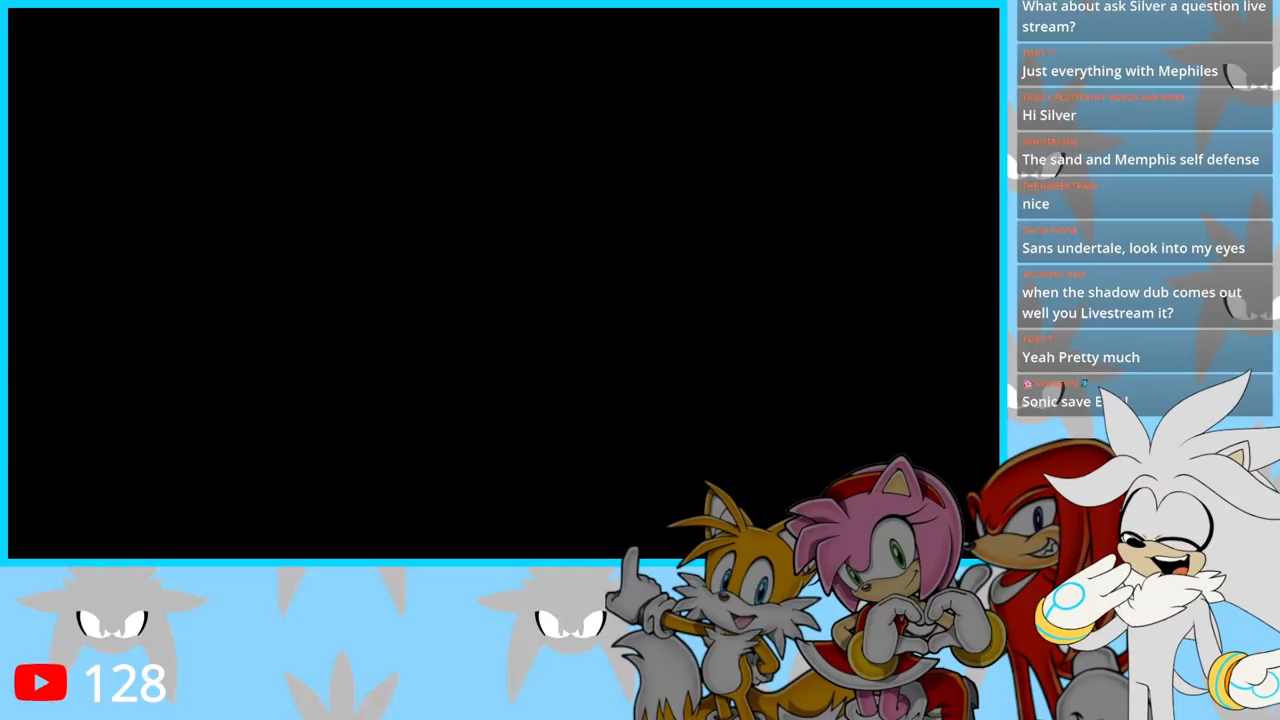 What about ask Silver a question live
stream?
TONY T
Just everything with Mephiles
Hi Silver
The sand and Memphis self defense
nice
Sans undertale, look into my eyes
when the shadow dub comes out
well you Livestream it?
TONY T
Yeah Pretty much
Sonic save
128